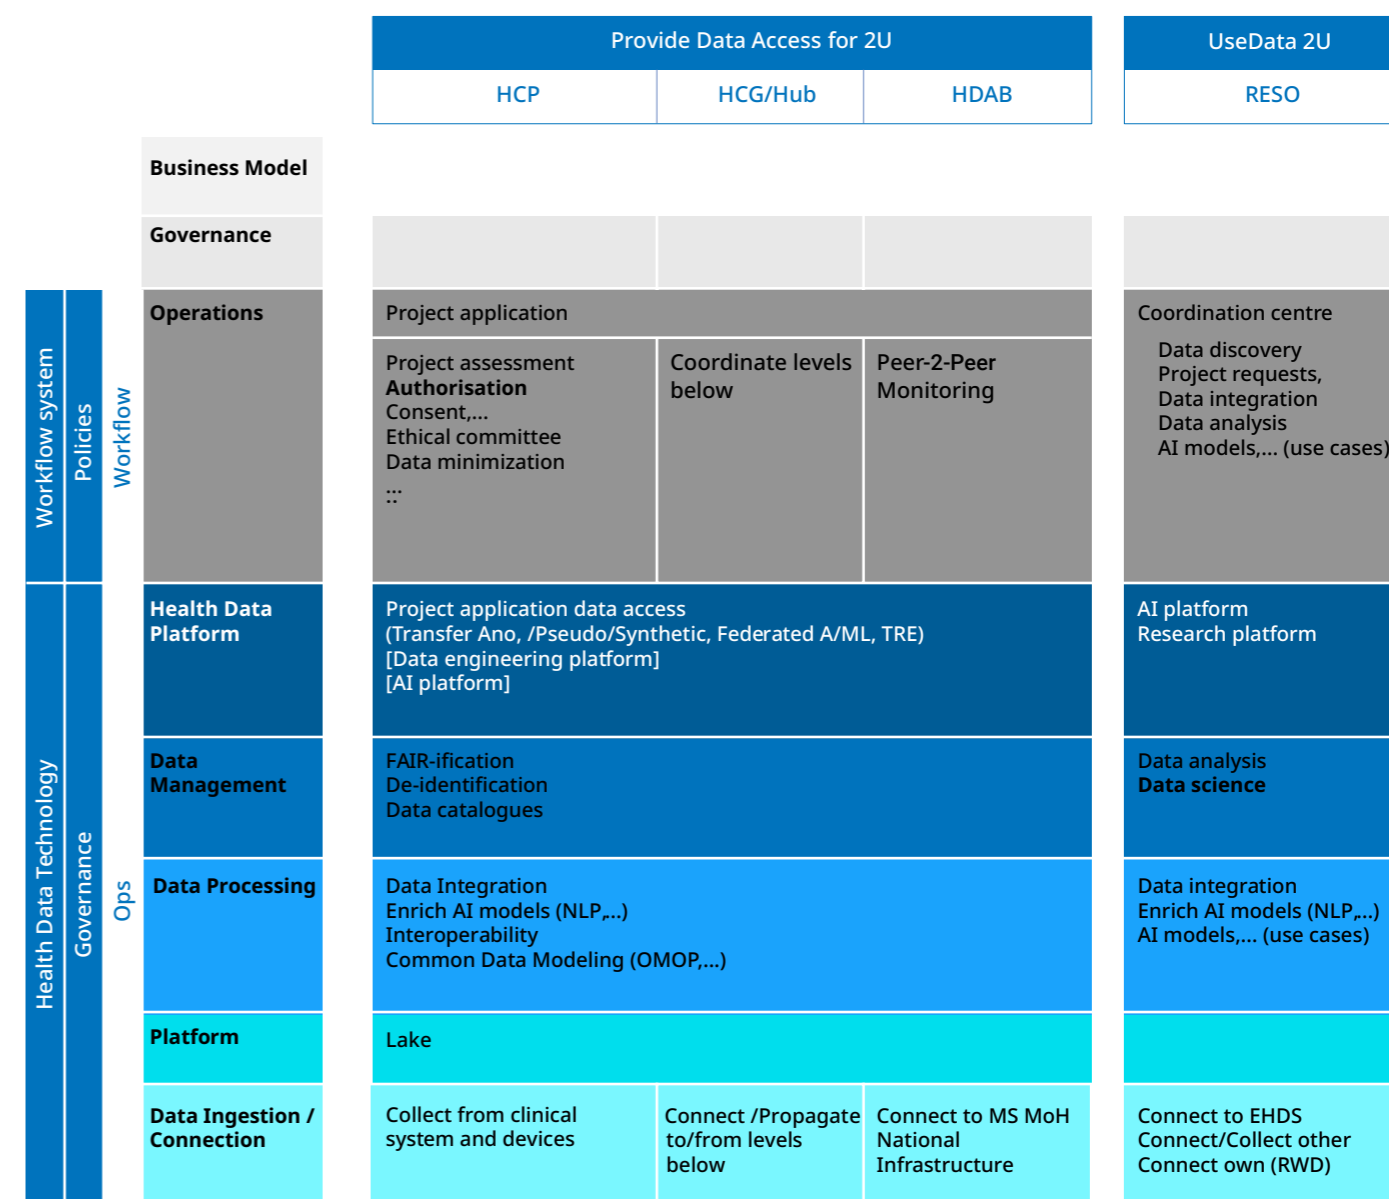 Provide Data Access for 2U
UseData 2U
HCP
HCG/Hub
HDAB
RESO
Business Model
Governance
Workflow system
Policies
Workflow
Operations
Project application
Project assessment
Authorisation
Consent,...
Ethical committee
Data minimization
...
Coordinate levels
below
Peer-2-Peer
Monitoring
Coordination centre
Data discovery
Project requests,
Data integration
Data analysis
AI models,... (use cases)
Health Data Technology
Governance
Ops
Health Data
Platform
Project application data access
(Transfer Ano, /Pseudo/Synthetic, Federated A/ML, TRE)
[Data engineering platform]
[AI platform]
AI platform
Research platform
Data
Management
FAIR-ification
De-identification
Data catalogues
Data analysis
Data science
Data Processing
Data Integration
Enrich AI models (NLP,...)
Interoperability
Common Data Modeling (OMOP,...)
Data integration
Enrich AI models (NLP,...)
AI models,... (use cases)
Platform
Lake
Data Ingestion /
Connection
Collect from clinical
system and devices
Connect /Propagate
to/from levels
below
Connect to MS MoH
National
Infrastructure
Connect to EHDS
Connect/Collect other
Connect own (RWD)